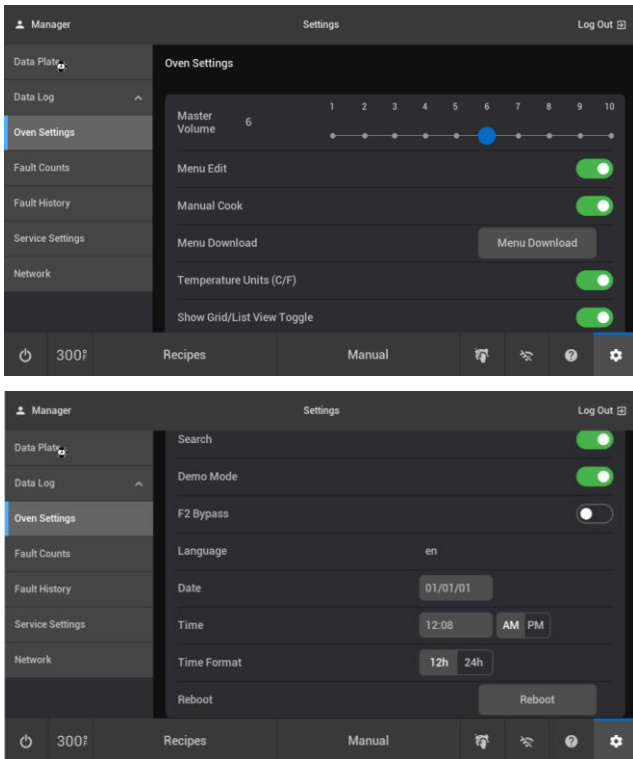 Manager Settings Log Out
Data Plate Oven Settings
Data Log
Oven Settings
Fault Counts
Fault History
Service Settings
Network
1 2 3 4 5 6 7 8 9 10
Master
Volume 6
Menu Edit
Manual Cook
Menu Download Menu Download
Temperature Units (C/F)
Show Grid/List View Toggle
300°F Recipes Manual
Manager Settings Log Out
Data Plate
Data Log
Oven Settings
Fault Counts
Fault History
Service Settings
Network
Search
Demo Mode
F2 Bypass
Language en
Date 01/01/01
Time 12:08 AM PM
Time Format 12h 24h
Reboot Reboot
300°F Recipes Manual